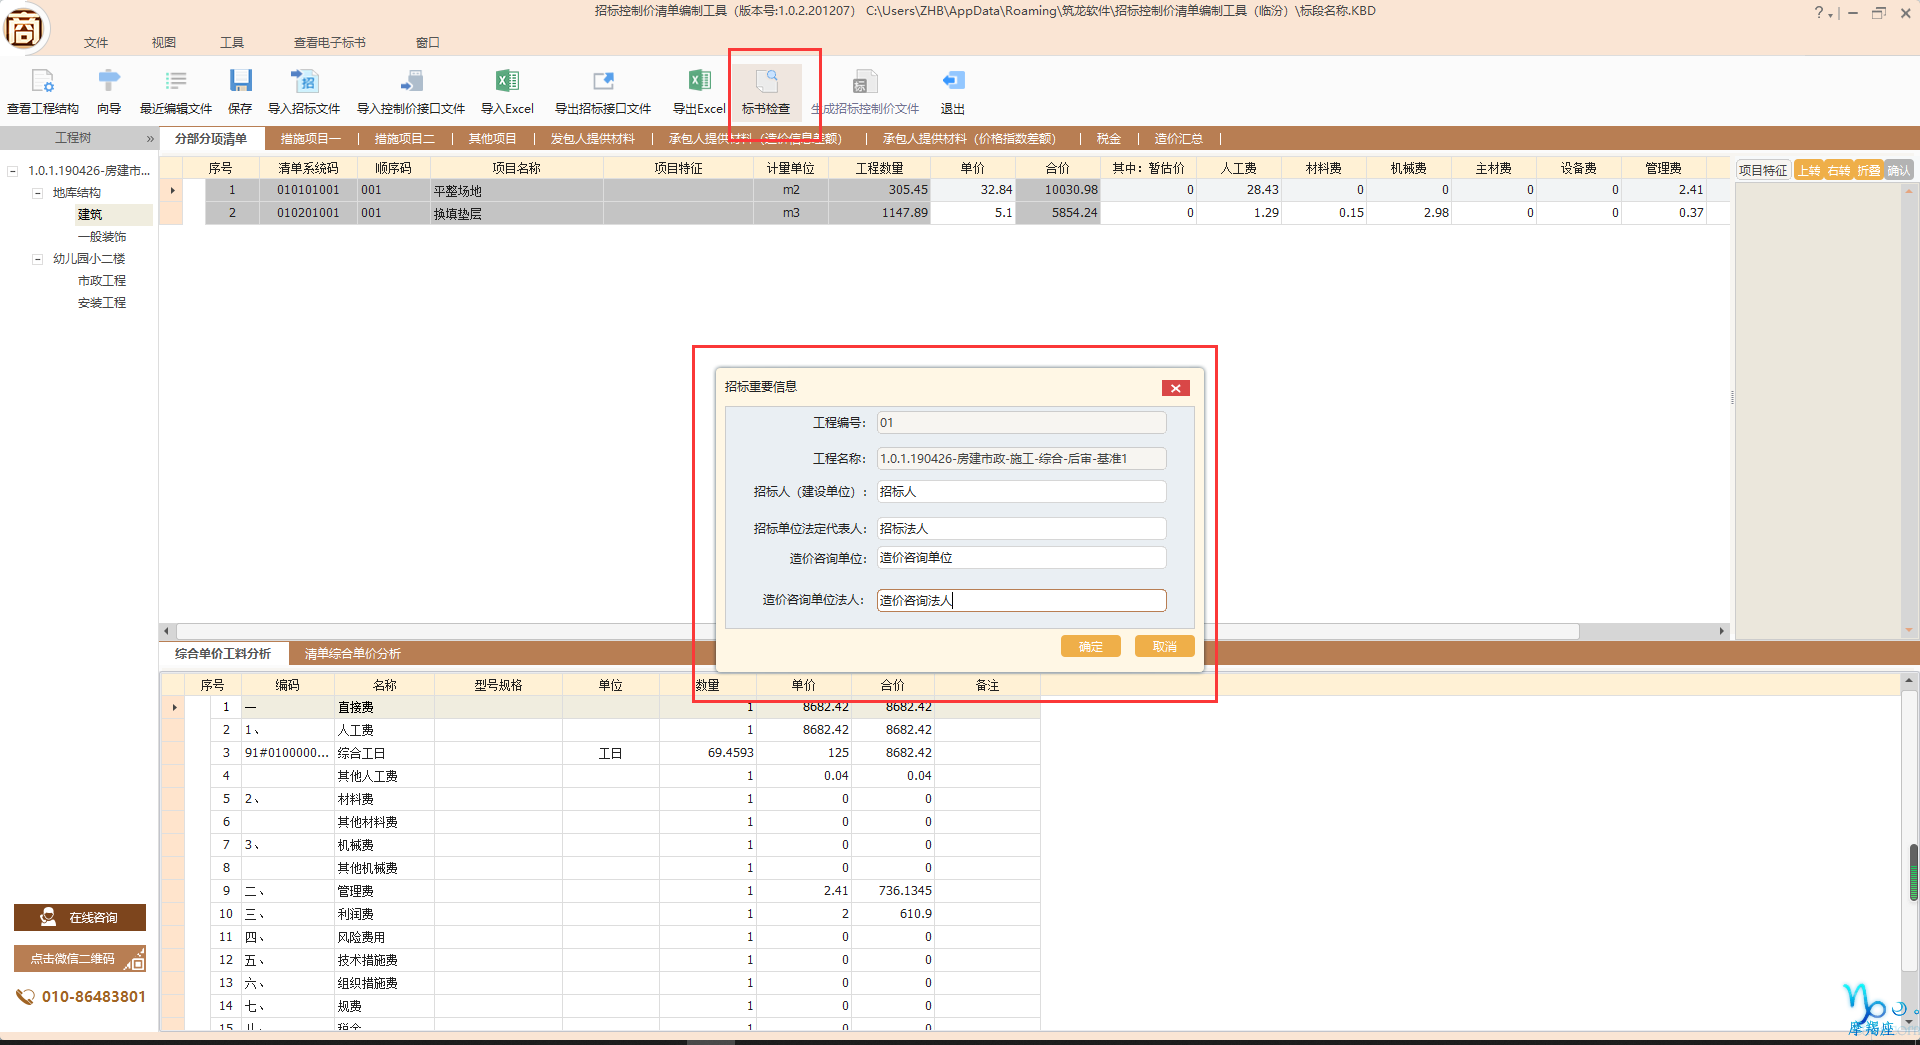 招标控制价清单编制工具（版本号:1.0.2.201207） C:\Users\ZHB\AppData\Roaming\筑龙软件\招标控制价清单编制工具（临汾）\标段名称.KBD
商
文件 视图 工具 查看电子标书 窗口
查看工程结构 向导 最近编辑文件 保存 导入招标文件 导入控制价接口文件 导入Excel 导出招标接口文件 导出Excel 标书检查 生成招标控制价文件 退出
工程树 »
分部分项清单 措施项目一 措施项目二 其他项目 发包人提供材料 承包人提供材料（造价信息差额） 承包人提供材料（价格指数差额） 税金 造价汇总
1.0.1.190426-房建市...
地库结构
建筑
一般装饰
幼儿园小二楼
市政工程
安装工程
序号 清单系统码 顺序码 项目名称 项目特征 计量单位 工程数量 单价 合价 其中：暂估价 人工费 材料费 机械费 主材费 设备费 管理费
1 010101001 001 平整场地 m2 305.45 32.84 10030.98 0 28.43 0 0 0 0 2.41
2 010201001 001 换填垫层 m3 1147.89 5.1 5854.24 0 1.29 0.15 2.98 0 0 0.37
项目特征 上转 右转 折叠 确认
招标重要信息
工程编号： 01
工程名称： 1.0.1.190426-房建市政-施工-综合-后审-基准1
招标人（建设单位）： 招标人
招标单位法定代表人： 招标法人
造价咨询单位： 造价咨询单位
造价咨询单位法人： 造价咨询法人
确定 取消
综合单价工料分析 清单综合单价分析
序号 编码 名称 型号规格 单位 数量 单价 合价 备注
1 一 直接费 1 8682.42 8682.42
2 1、 人工费 1 8682.42 8682.42
3 91#0100000... 综合工日 工日 69.4593 125 8682.42
4 其他人工费 1 0.04 0.04
5 2、 材料费 1 0 0
6 其他材料费 1 0 0
7 3、 机械费 1 0 0
8 其他机械费 1 0 0
9 二、 管理费 1 2.41 736.1345
10 三、 利润费 1 2 610.9
11 四、 风险费用 1 0 0
12 五、 技术措施费 1 0 0
13 六、 组织措施费 1 0 0
14 七、 规费 1 0 0
15 八、 税金 1 0 0
在线咨询
点击微信二维码
010-86483801
摩羯座